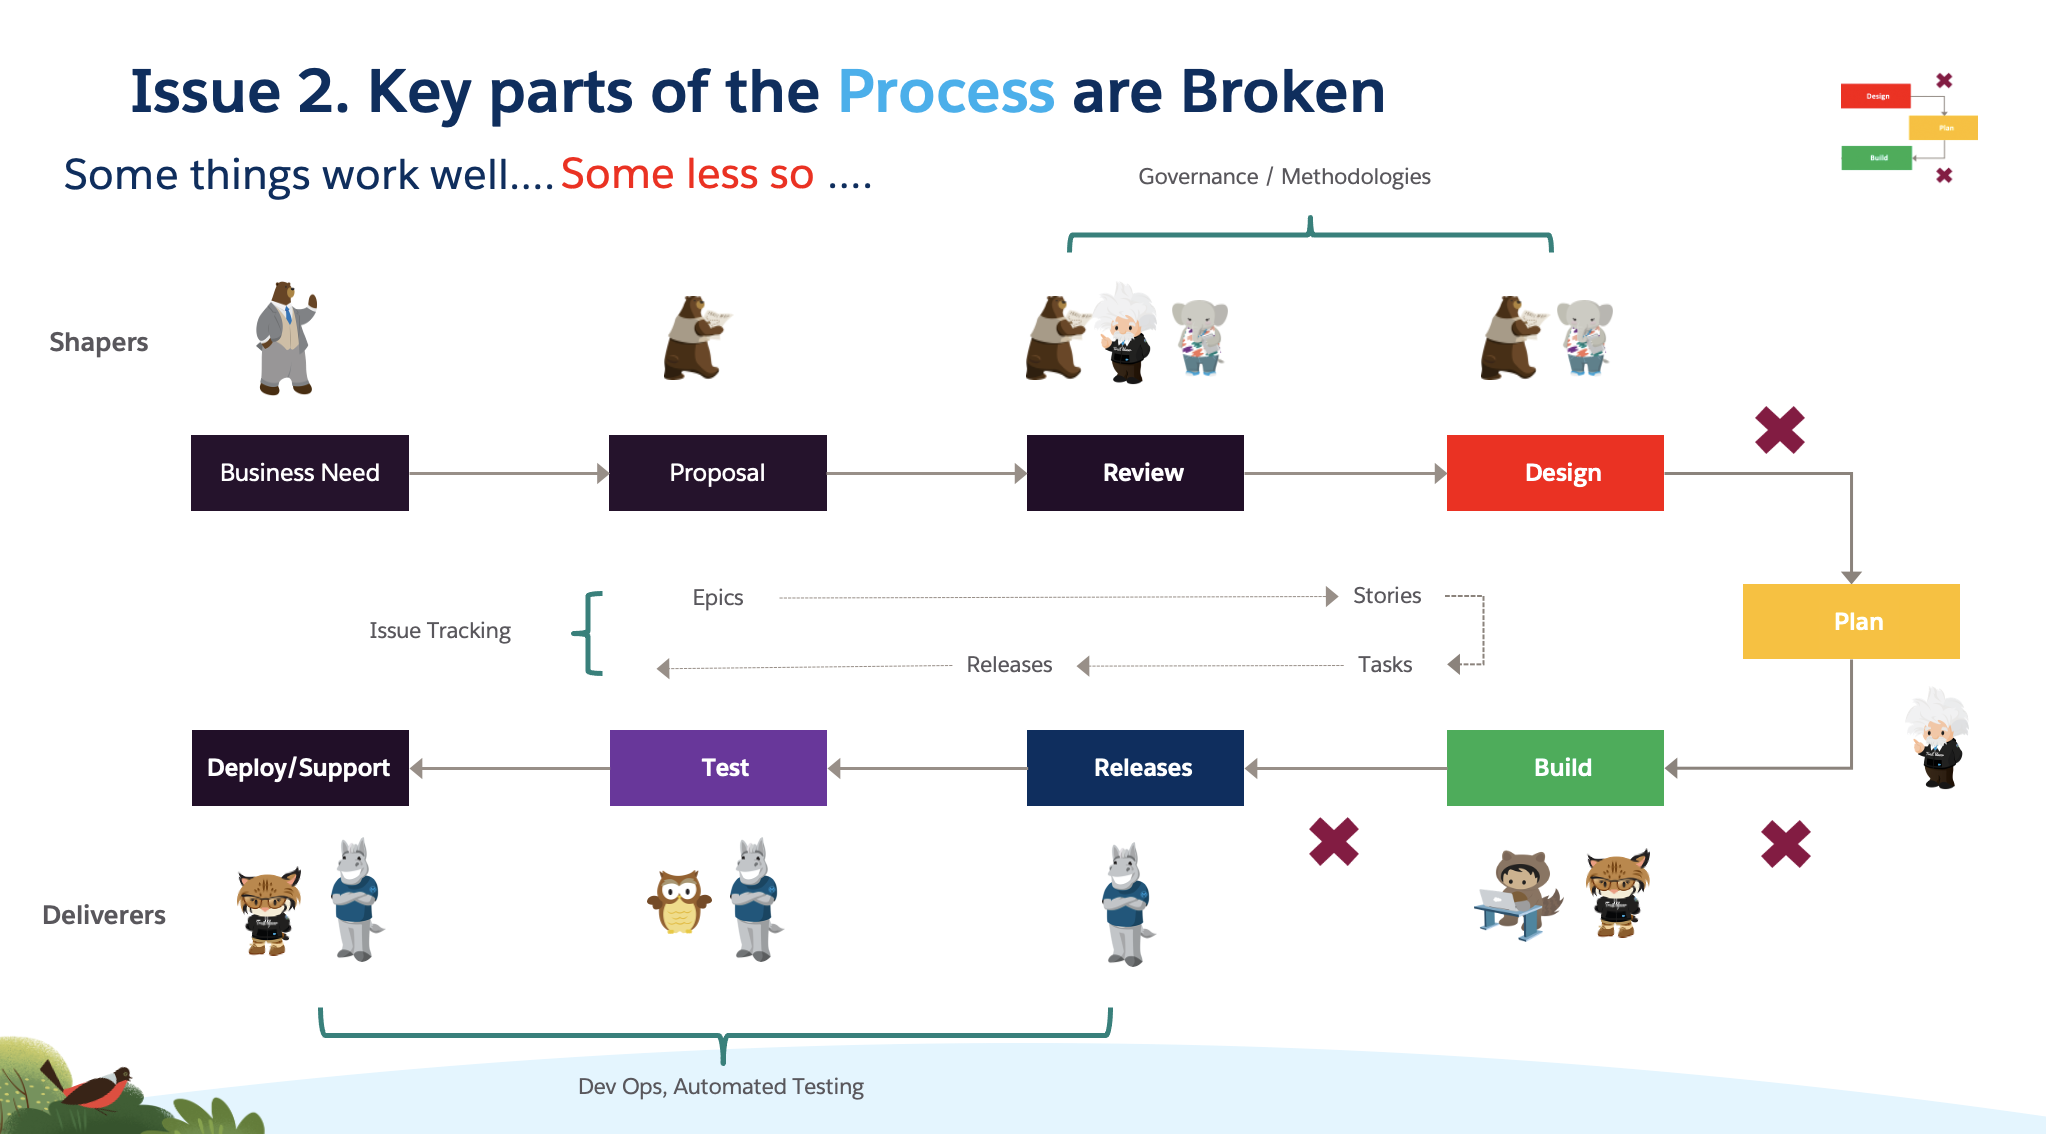 Issue 2. Key parts of the Process are Broken
Some things work well.... Some less so ....
Design
Plan
Build
Governance / Methodologies
Shapers
Business Need
Proposal
Review
Design
Epics
Stories
Issue Tracking
Plan
Releases
Tasks
Deploy/Support
Test
Releases
Build
Deliverers
Dev Ops, Automated Testing